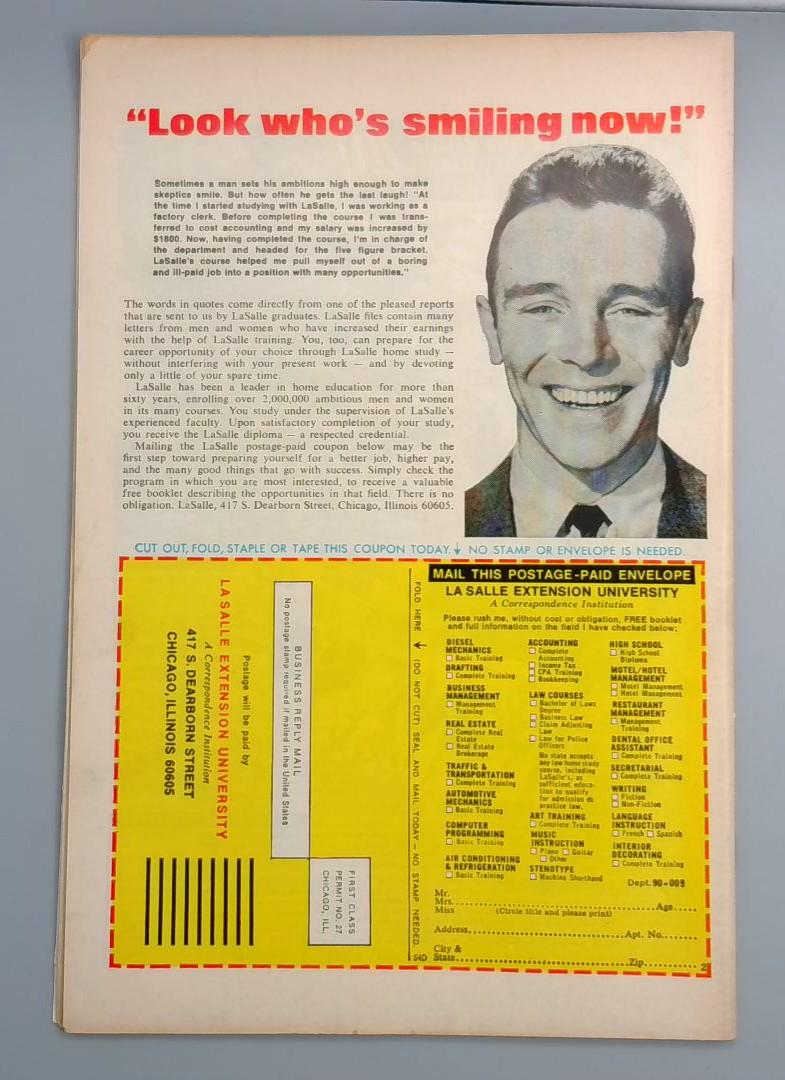 “Look who’s smiling now!”
Sometimes a man sets his ambitions high enough to make
skeptics smile. But how often he gets the last laugh! “At
the time I started studying with LaSalle, I was working as a
factory clerk. Before completing the course I was trans-
ferred to cost accounting and my salary was increased by
$1800. Now, having completed the course, I’m in charge of
the department and headed for the five figure bracket.
LaSalle’s course helped me pull myself out of a boring
and ill-paid job into a position with many opportunities.”
The words in quotes come directly from one of the pleased reports
that are sent to us by LaSalle graduates. LaSalle files contain many
letters from men and women who have increased their earnings
with the help of LaSalle training. You, too, can prepare for the
career opportunity of your choice through LaSalle home study —
without interfering with your present work — and by devoting
only a little of your spare time.
LaSalle has been a leader in home education for more than
sixty years, enrolling over 2,000,000 ambitious men and women
in its many courses. You study under the supervision of LaSalle’s
experienced faculty. Upon satisfactory completion of your study,
you receive the LaSalle diploma — a respected credential.
Mailing the LaSalle postage-paid coupon below may be the
first step toward preparing yourself for a better job, higher pay,
and the many good things that go with success. Simply check the
program in which you are most interested, to receive a valuable
free booklet describing the opportunities in that field. There is no
obligation. LaSalle, 417 S. Dearborn Street, Chicago, Illinois 60605.
CUT OUT, FOLD, STAPLE OR TAPE THIS COUPON TODAY. NO STAMP OR ENVELOPE IS NEEDED.
FIRST CLASS
PERMIT NO. 27
CHICAGO, ILL.
BUSINESS REPLY MAIL
No postage stamp required if mailed in the United States
Postage will be paid by
LA SALLE EXTENSION UNIVERSITY
A Correspondence Institution
417 S. DEARBORN STREET
CHICAGO, ILLINOIS 60605
FOLD HERE (DO NOT CUT) SEAL AND MAIL TODAY — NO STAMP NEEDED.
MAIL THIS POSTAGE-PAID ENVELOPE
LA SALLE EXTENSION UNIVERSITY
A Correspondence Institution
Please rush me, without cost or obligation, FREE booklet
and full information on the field I have checked below:
DIESEL
MECHANICS
Basic Training
DRAFTING
Complete Training
BUSINESS
MANAGEMENT
Management
Training
REAL ESTATE
Complete Real
Estate
Real Estate
Brokerage
TRAFFIC &
TRANSPORTATION
Complete Training
AUTOMOTIVE
MECHANICS
Basic Training
COMPUTER
PROGRAMMING
Basic Training
AIR CONDITIONING
& REFRIGERATION
Basic Training
ACCOUNTING
Complete
Accounting
Income Tax
CPA Training
Bookkeeping
LAW COURSES
Bachelor of Laws
Degree
Business Law
Claim Adjusting
Law
Law for Police
Officers
No state accepts
any law home study
course, including
LaSalle’s, as
sufficient educa-
tion to qualify
for admission to
practice law.
ART TRAINING
Complete Training
MUSIC
INSTRUCTION
Piano Guitar
Other
STENOTYPE
Machine Shorthand
HIGH SCHOOL
High School
Diploma
MOTEL/HOTEL
MANAGEMENT
Motel Management
Hotel Management
RESTAURANT
MANAGEMENT
Management
Training
DENTAL OFFICE
ASSISTANT
Complete Training
SECRETARIAL
Complete Training
WRITING
Fiction
Non-Fiction
LANGUAGE
INSTRUCTION
French Spanish
INTERIOR
DECORATING
Complete Training
Dept. 90-009
Mr.
Mrs. Age
Miss (Circle title and please print)
Address Apt. No.
City &
State Zip
54D
2